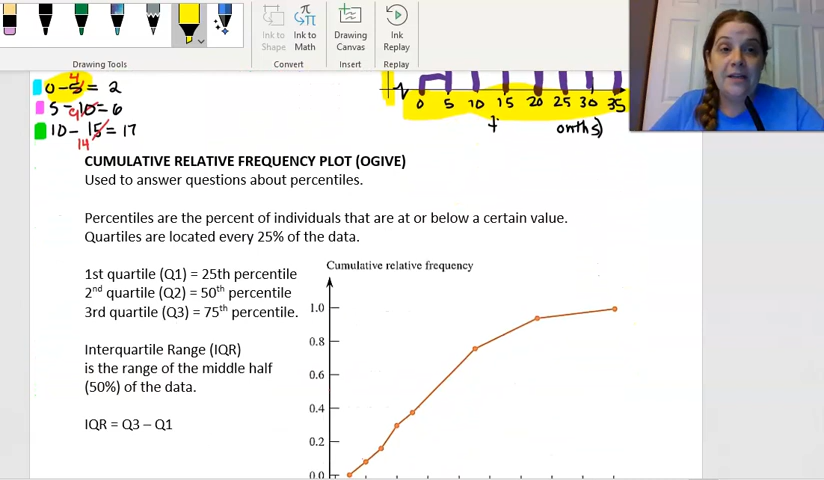 Ink to
Shape
Ink to
Math
Drawing
Canvas
Ink
Replay
Drawing Tools
Convert
Insert
Replay
4
0-5 = 2
9
5-10=6
10-15=17
14
0 5 10 15 20 25 30 35
onths)
CUMULATIVE RELATIVE FREQUENCY PLOT (OGIVE)
Used to answer questions about percentiles.
Percentiles are the percent of individuals that are at or below a certain value.
Quartiles are located every 25% of the data.
1st quartile (Q1) = 25th percentile
2nd quartile (Q2) = 50th percentile
3rd quartile (Q3) = 75th percentile.
Interquartile Range (IQR)
is the range of the middle half
(50%) of the data.
IQR = Q3 – Q1
Cumulative relative frequency
1.0
0.8
0.6
0.4
0.2
0.0